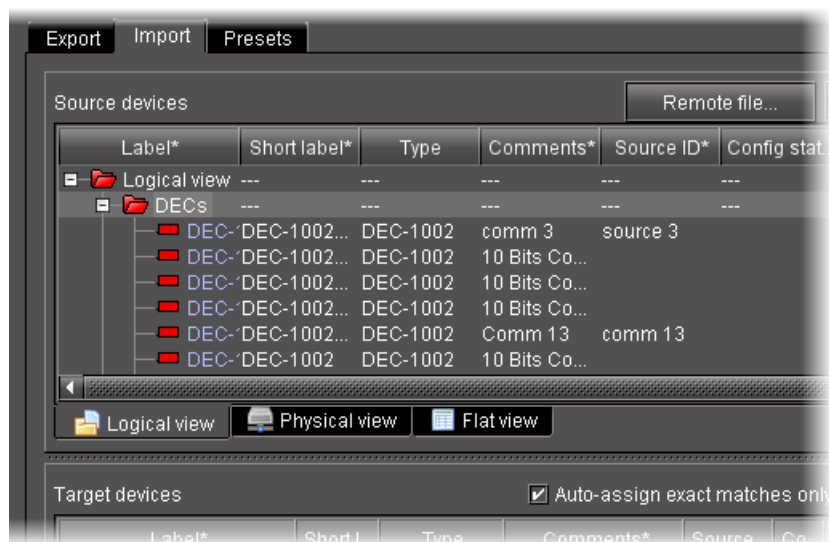 Export Import Presets
Source devices Remote file...
Label* Short label* Type Comments* Source ID* Config stat.
Logical view --- --- --- --- ---
DECs --- --- --- --- ---
DEC- DEC-1002... DEC-1002 comm 3 source 3
DEC- DEC-1002... DEC-1002 10 Bits Co...
DEC- DEC-1002... DEC-1002 10 Bits Co...
DEC- DEC-1002... DEC-1002 10 Bits Co...
DEC- DEC-1002... DEC-1002 Comm 13 comm 13
DEC- DEC-1002 DEC-1002 10 Bits Co...
Logical view Physical view Flat view
Target devices Auto-assign exact matches only
Label* Short l Type Comments* Source Co